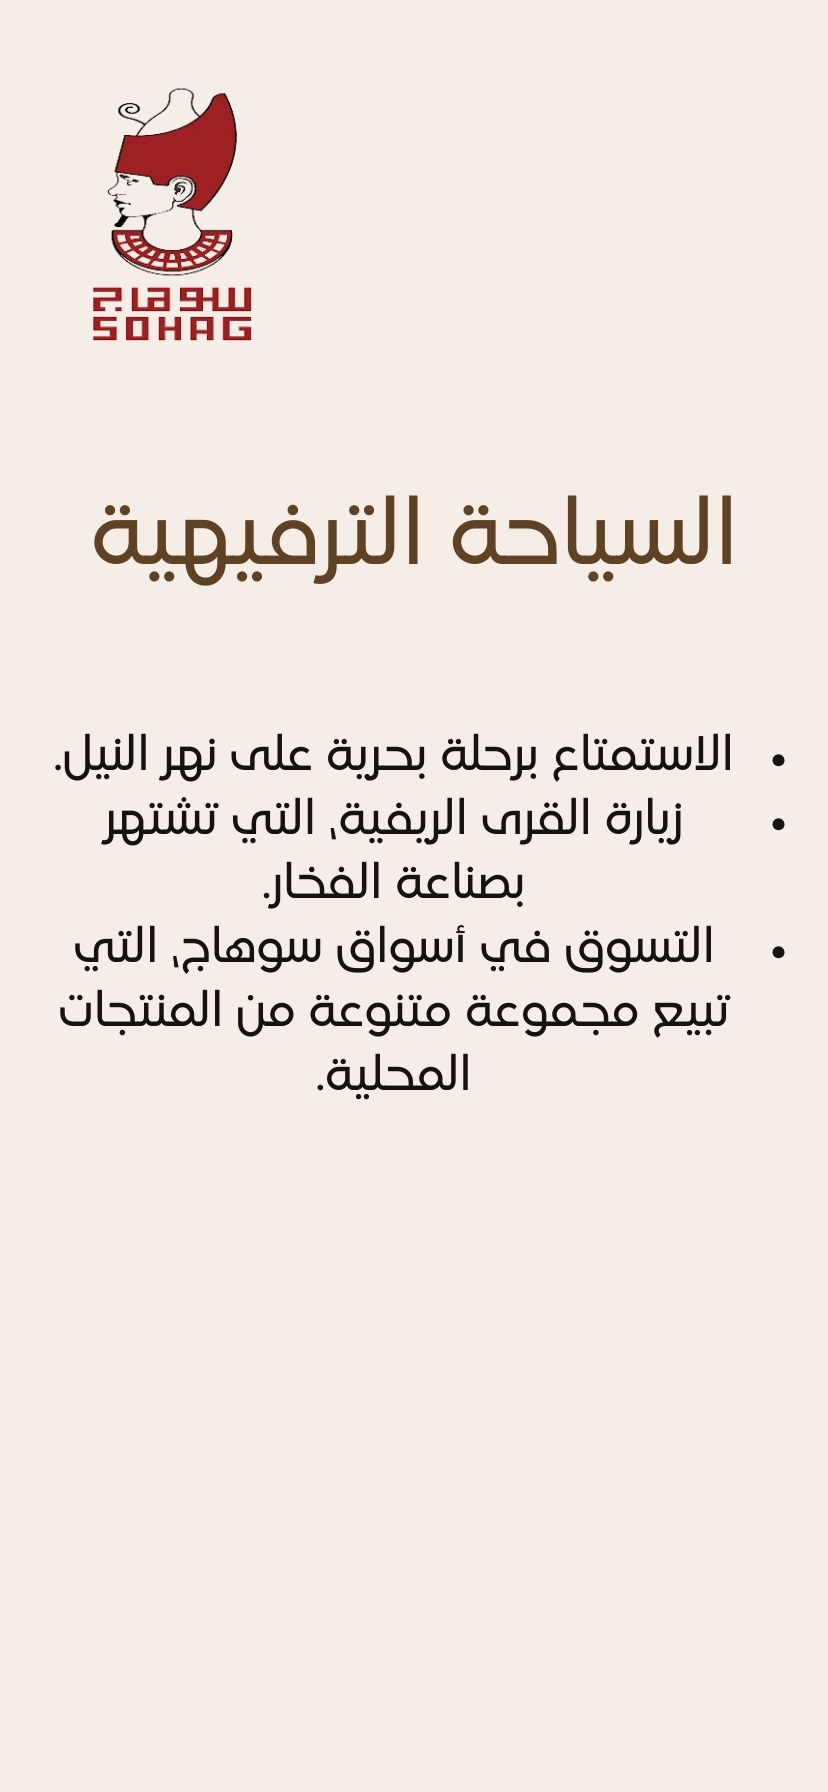 سوهاج
SOHAG
السياحة الترفيهية
• الاستمتاع برحلة بحرية على نهر النيل.
• زيارة القرى الريفية، التي تشتهر
بصناعة الفخار.
• التسوق في أسواق سوهاج، التي
تبيع مجموعة متنوعة من المنتجات
المحلية.